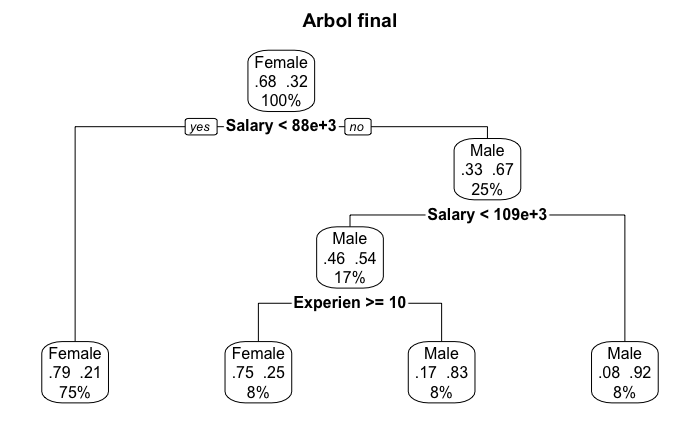 Arbol final
Female
.68 .32
100%
yes Salary < 88e+3 no
Male
.33 .67
25%
Salary < 109e+3
Male
.46 .54
17%
Experien >= 10
Female
.79 .21
75%
Female
.75 .25
8%
Male
.17 .83
8%
Male
.08 .92
8%